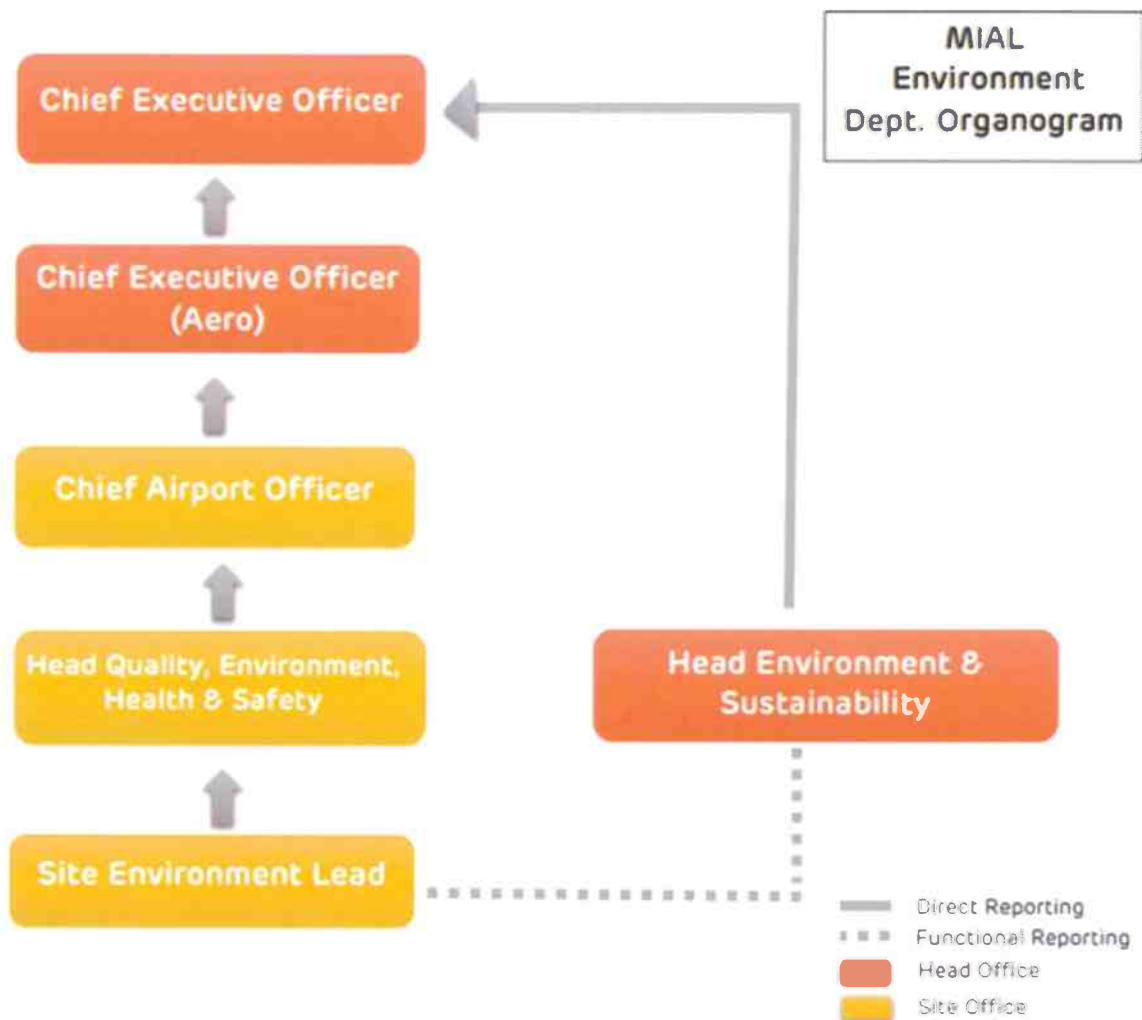 MIAL
Environment
Dept. Organogram
Chief Executive Officer
Chief Executive Officer
(Aero)
Chief Airport Officer
Head Quality, Environment,
Health & Safety
Head Environment &
Sustainability
Site Environment Lead
Direct Reporting
Functional Reporting
Head Office
Site Office